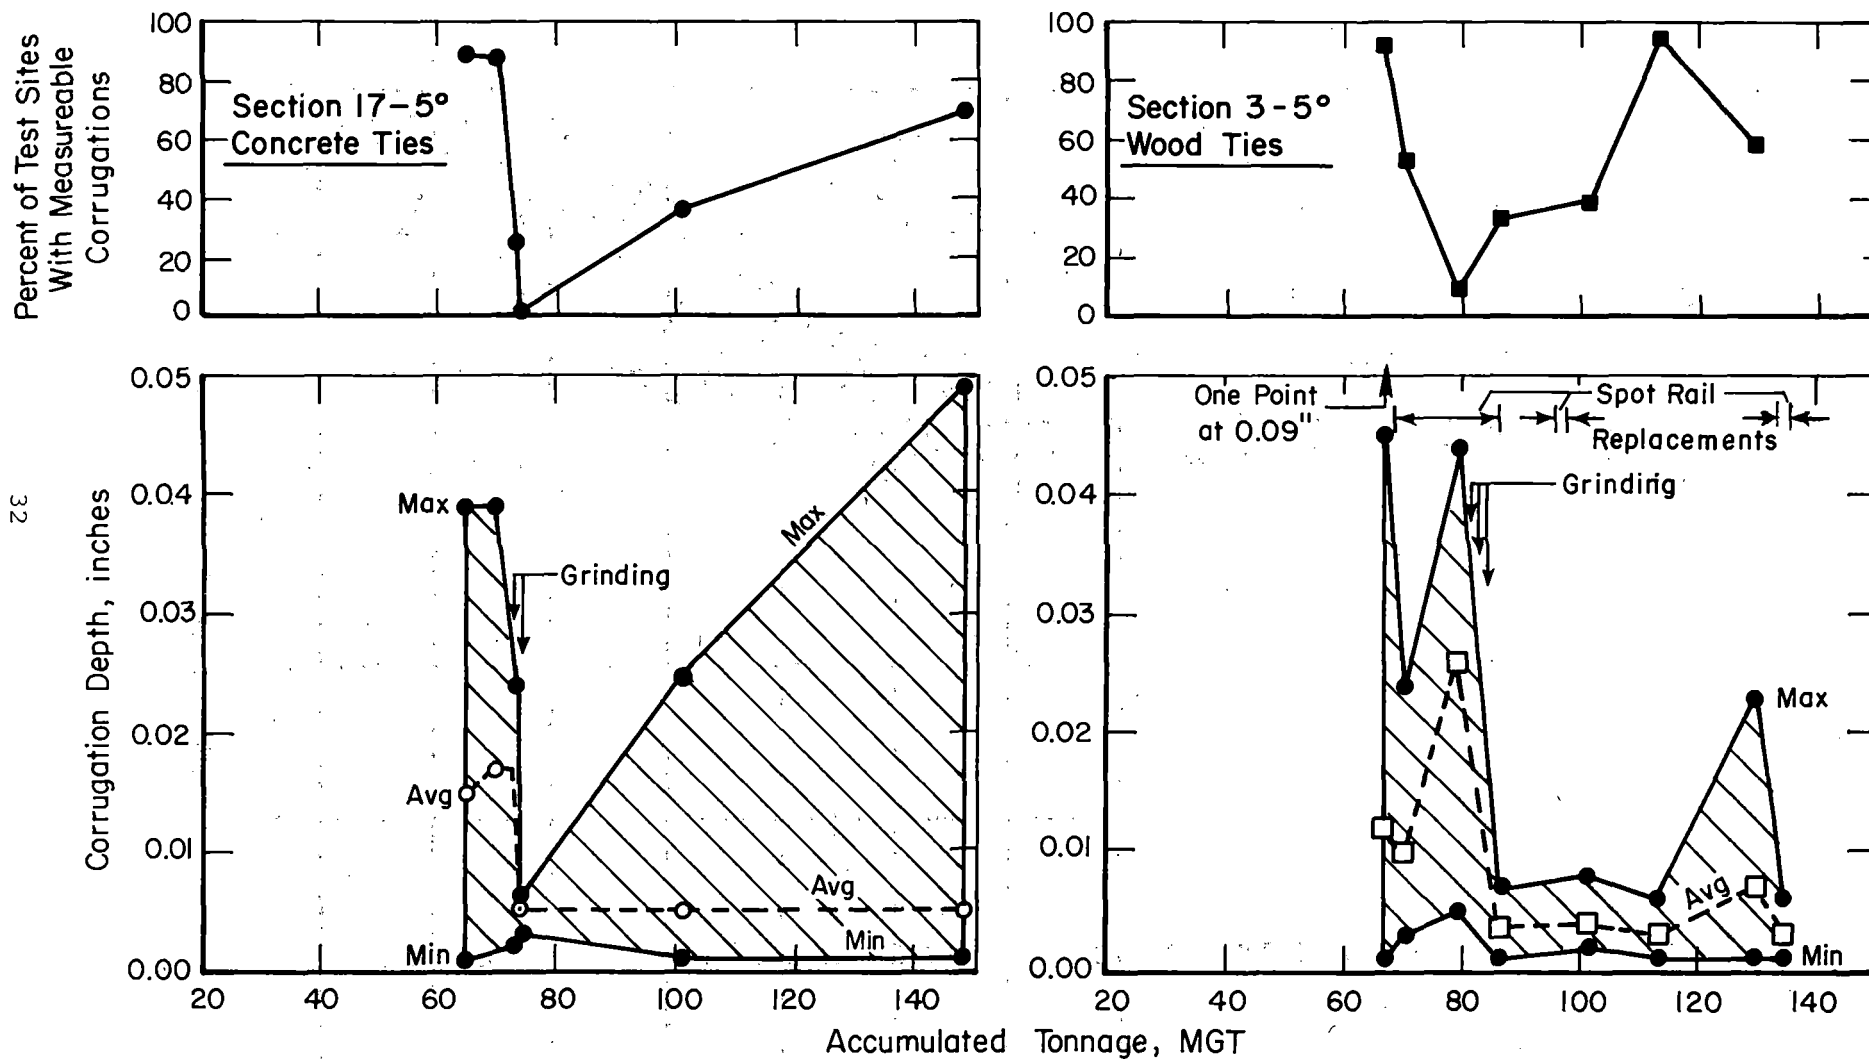 Percent of Test Sites
With Measureable
Corrugations
100
80
60
40
20
0
Section 17-5°
Concrete Ties
100
80
60
40
20
0
Section 3-5°
Wood Ties
32
Corrugation Depth, inches
0.05
0.04
0.03
0.02
0.01
0.00
Max
Avg
Min
Grinding
Max
Avg
Min
20 40 60 80 100 120 140
0.05
0.04
0.03
0.02
0.01
0.00
One Point
at 0.09"
Spot Rail
Replacements
Grinding
Max
Avg
Min
20 40 60 80 100 120 140
Accumulated Tonnage, MGT